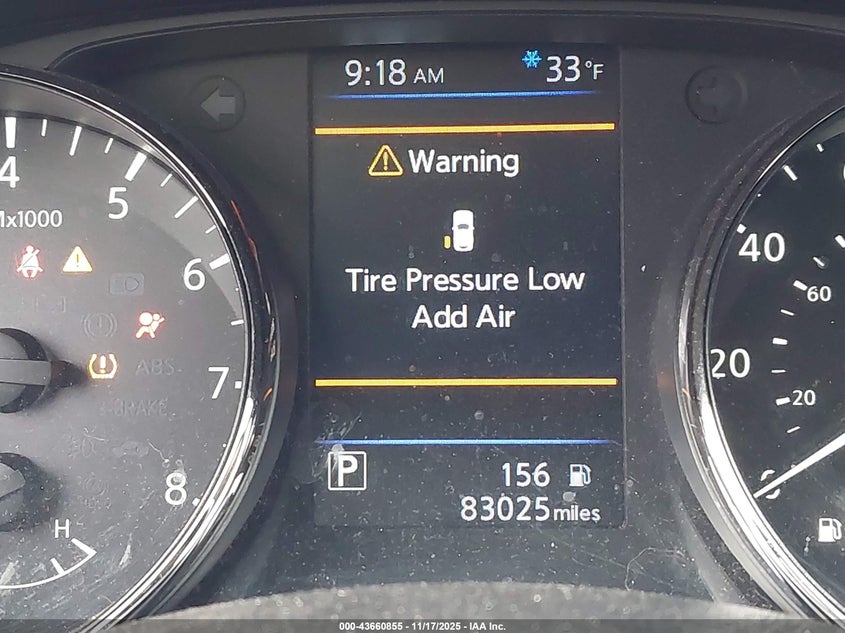 9:18 AM
33°F
Warning
Tire Pressure Low
Add Air
P
156
83025 miles
4
5
6
7
8
x1000
ABS
BRAKE
H
40
60
20
20
0
000-43660855 - 11/17/2025 - IAA Inc.